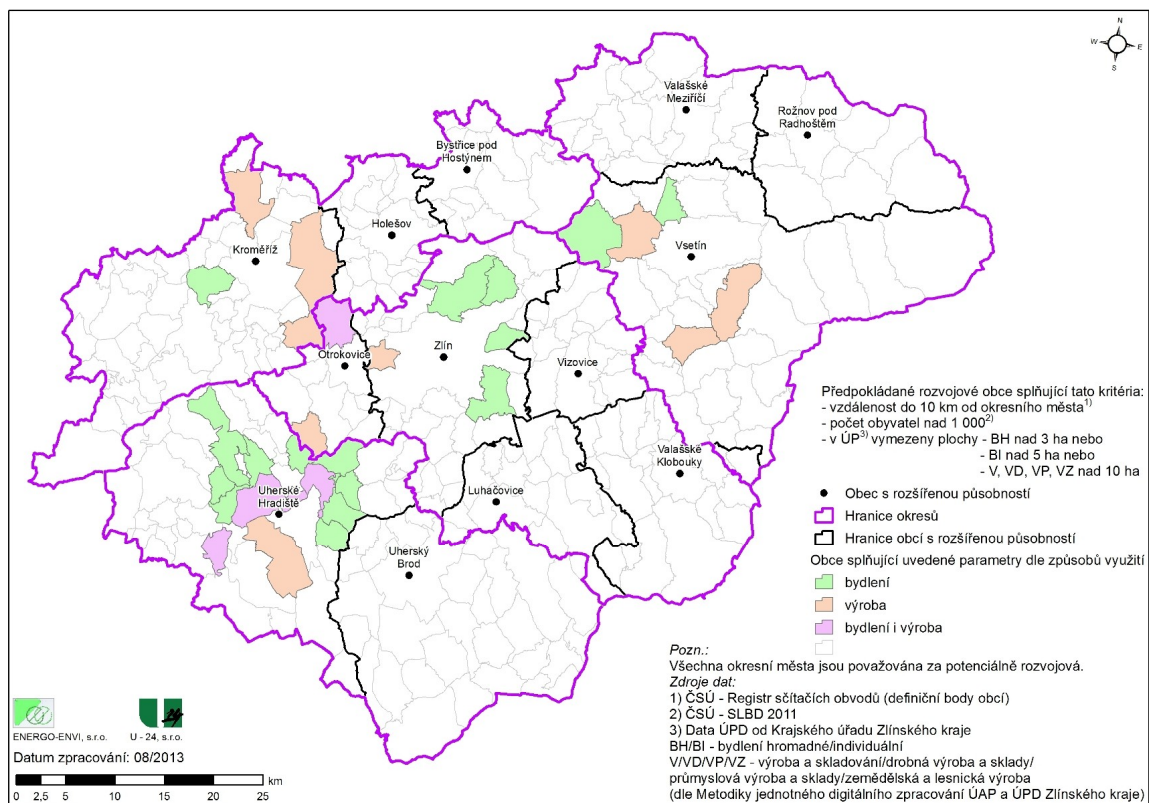 N
W
E
S
Valašské
Meziříčí
Rožnov pod
Radhoštěm
Bystřice pod
Hostýnem
Holešov
Kroměříž
Vsetín
Otrokovice
Zlín
Vizovice
Valašské
Klobouky
Luhačovice
Uherské
Hradiště
Uherský
Brod
Předpokládané rozvojové obce splňující tato kritéria:
- vzdálenost do 10 km od okresního města1)
- počet obyvatel nad 1 0002)
- v ÚP3) vymezeny plochy - BH nad 3 ha nebo
- BI nad 5 ha nebo
- V, VD, VP, VZ nad 10 ha
Obec s rozšířenou působností
Hranice okresů
Hranice obcí s rozšířenou působností
Obce splňující uvedené parametry dle způsobů využití
bydlení
výroba
bydlení i výroba
Pozn.:
Všechna okresní města jsou považována za potenciálně rozvojová.
Zdroje dat:
1) ČSÚ - Registr sčítačích obvodů (definiční body obcí)
2) ČSÚ - SLBD 2011
3) Data ÚPD od Krajského úřadu Zlínského kraje
BH/BI - bydlení hromadné/individuální
V/VD/VP/VZ - výroba a skladování/drobná výroba a sklady/
průmyslová výroba a sklady/zemědělská a lesnická výroba
(dle Metodiky jednotného digitálního zpracování ÚAP a ÚPD Zlínského kraje)
ENERGO-ENVI, s.r.o. U - 24, s.r.o.
Datum zpracování: 08/2013
0 2,5 5 10 15 20 25 km